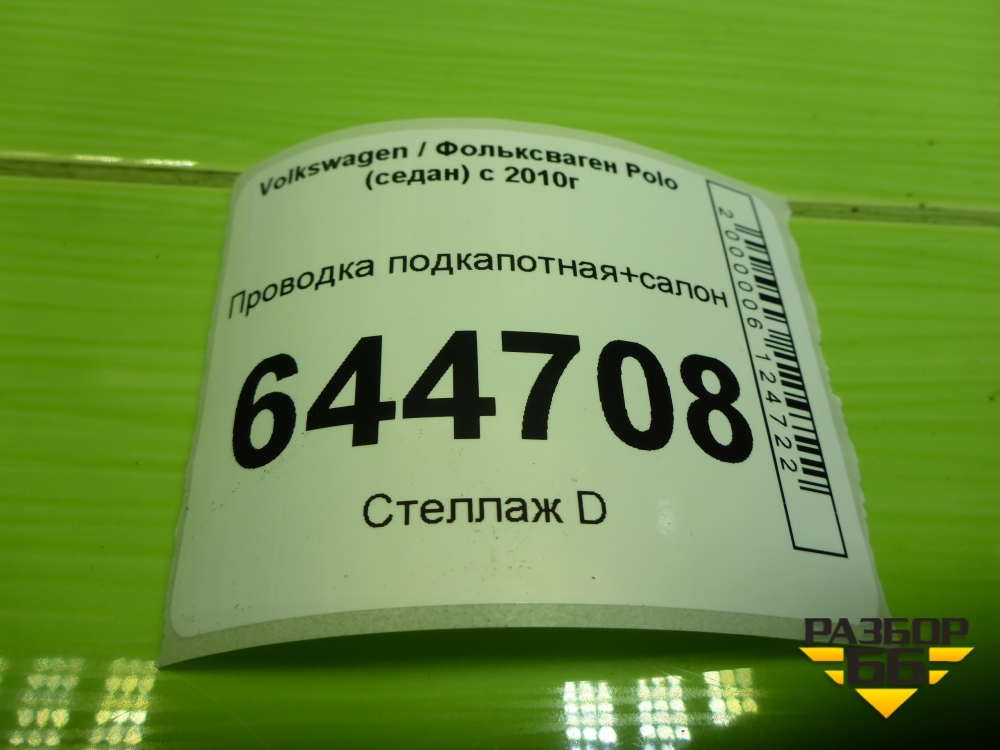 Volkswagen / Фольксваген Polo
(седан) с 2010г
Проводка подкапотная+салон
644708
Стеллаж D
2000006124722
РАЗБОР
66